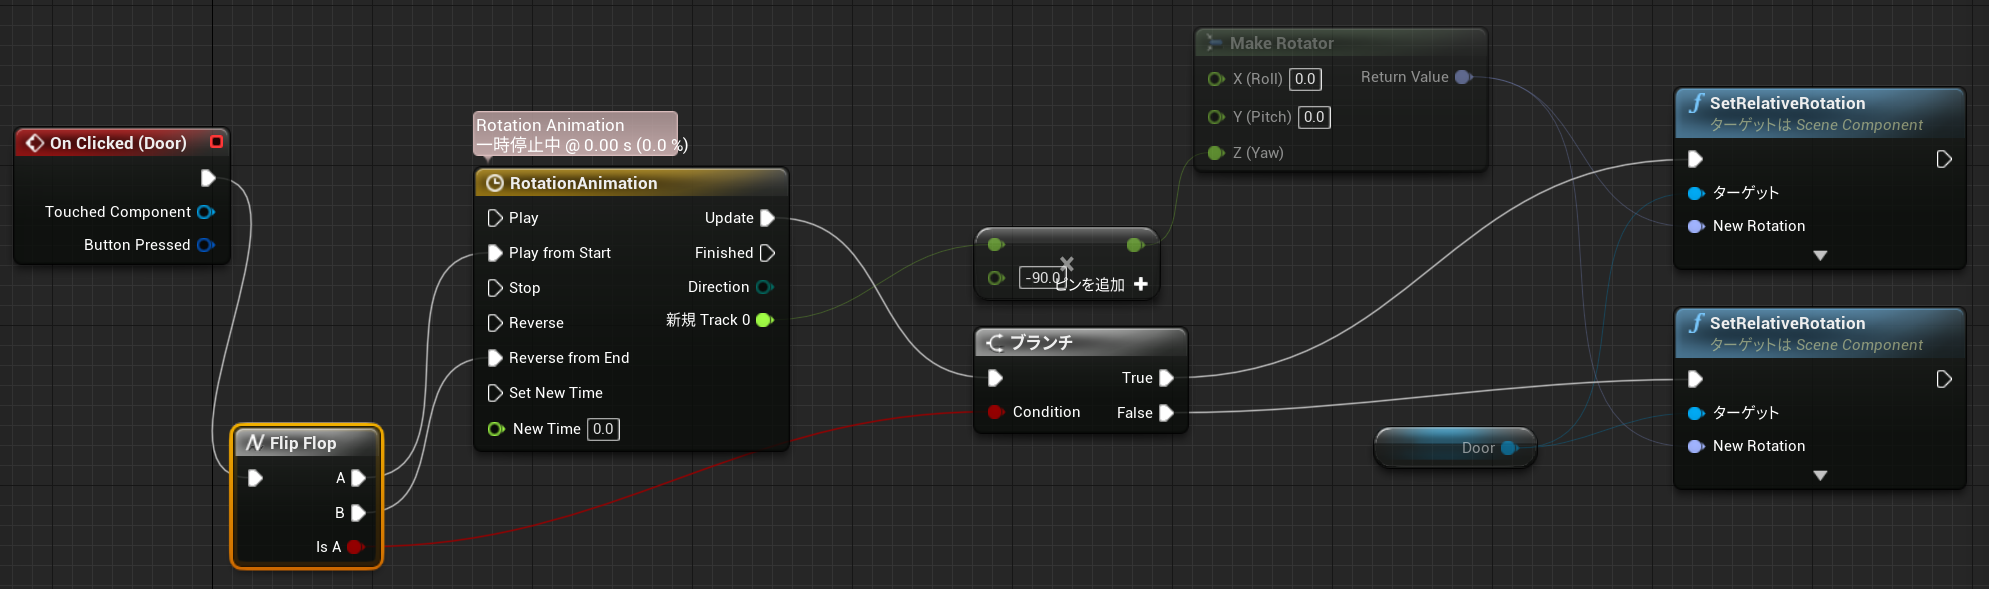 On Clicked (Door)
Touched Component
Button Pressed
Flip Flop
A
B
Is A
Rotation Animation
一時停止中 @ 0.00 s (0.0 %)
RotationAnimation
Play
Update
Play from Start
Finished
Stop
Direction
Reverse
新規 Track 0
Reverse from End
Set New Time
New Time 0.0
-90.0
ピンを追加
ブランチ
True
Condition
False
Make Rotator
X (Roll) 0.0
Return Value
Y (Pitch) 0.0
Z (Yaw)
Door
SetRelativeRotation
ターゲットは Scene Component
ターゲット
New Rotation
SetRelativeRotation
ターゲットは Scene Component
ターゲット
New Rotation